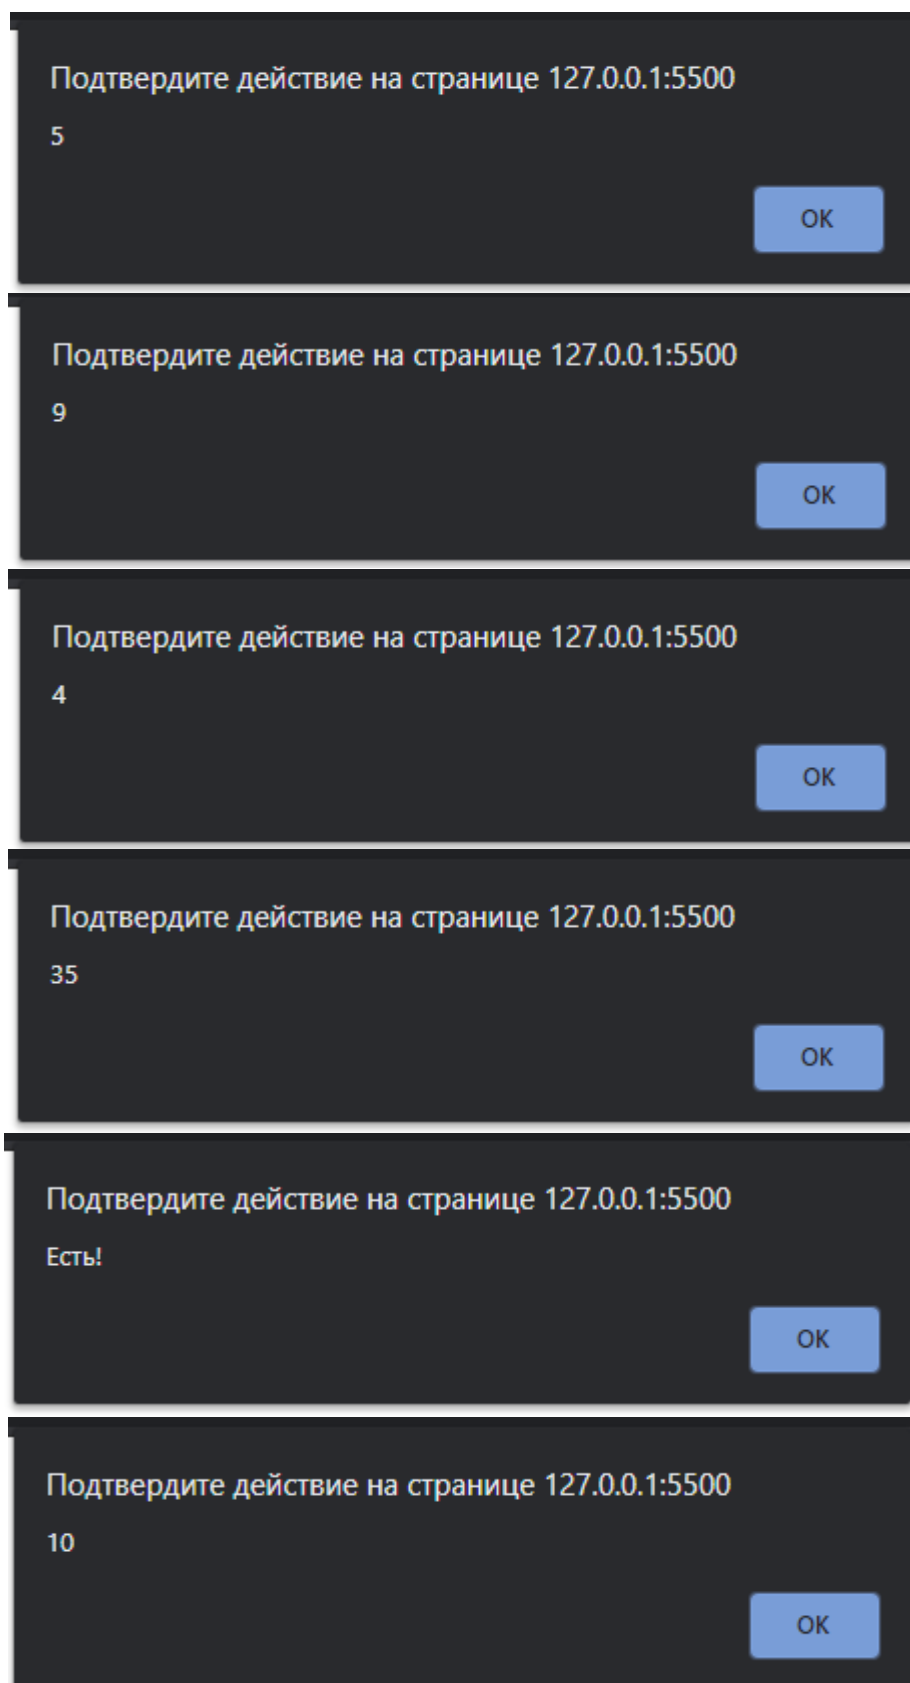 Подтвердите действие на странице 127.0.0.1:5500
5
ОК
Подтвердите действие на странице 127.0.0.1:5500
9
ОК
Подтвердите действие на странице 127.0.0.1:5500
4
ОК
Подтвердите действие на странице 127.0.0.1:5500
35
ОК
Подтвердите действие на странице 127.0.0.1:5500
Есть!
ОК
Подтвердите действие на странице 127.0.0.1:5500
10
ОК